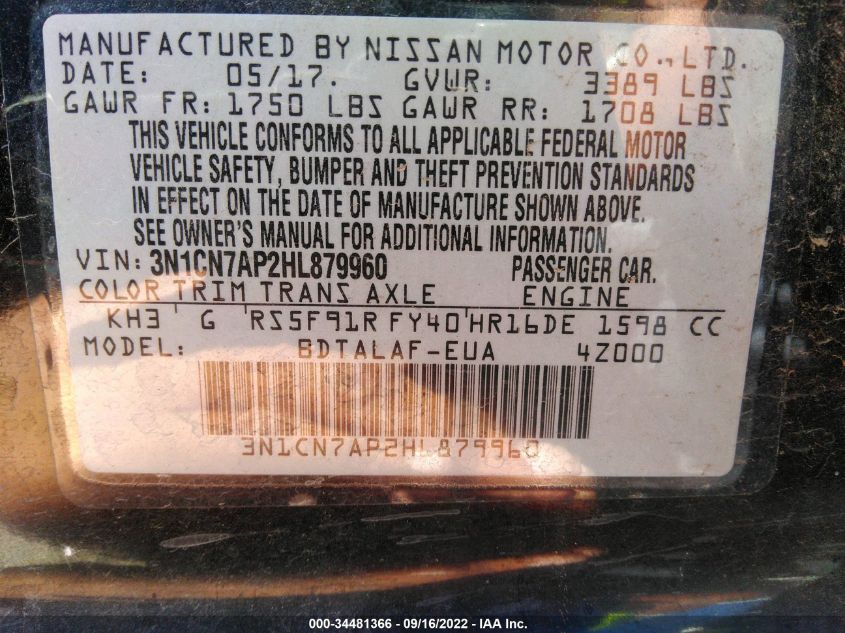 MANUFACTURED BY NISSAN MOTOR CO., LTD.
DATE: 05/17. GVWR: 3389 LBS
GAWR FR: 1750 LBS GAWR RR: 1708 LBS
THIS VEHICLE CONFORMS TO ALL APPLICABLE FEDERAL MOTOR
VEHICLE SAFETY, BUMPER AND THEFT PREVENTION STANDARDS
IN EFFECT ON THE DATE OF MANUFACTURE SHOWN ABOVE.
SEE OWNER'S MANUAL FOR ADDITIONAL INFORMATION.
VIN: 3N1CN7AP2HL879960 PASSENGER CAR.
COLOR TRIM TRANS AXLE ENGINE
KH3 G RS5F91R FY40 HR16DE 1598 CC
MODEL: BDTALAF-EUA 4Z000
3N1CN7AP2HL879960
000-34481366 - 09/16/2022 - IAA Inc.